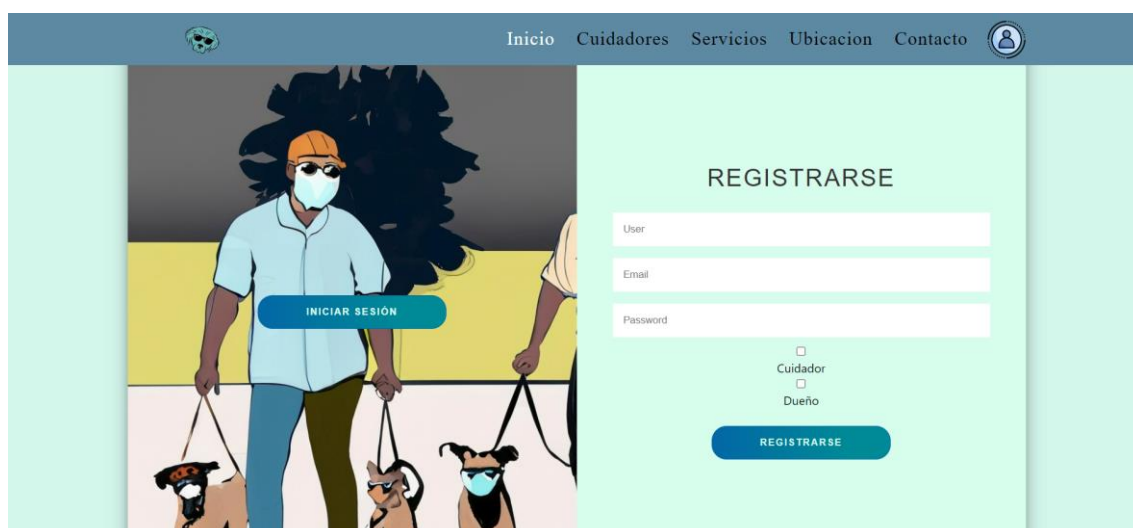 Inicio Cuidadores Servicios Ubicacion Contacto
INICIAR SESIÓN
REGISTRARSE
User
Email
Password
Cuidador
Dueño
REGISTRARSE